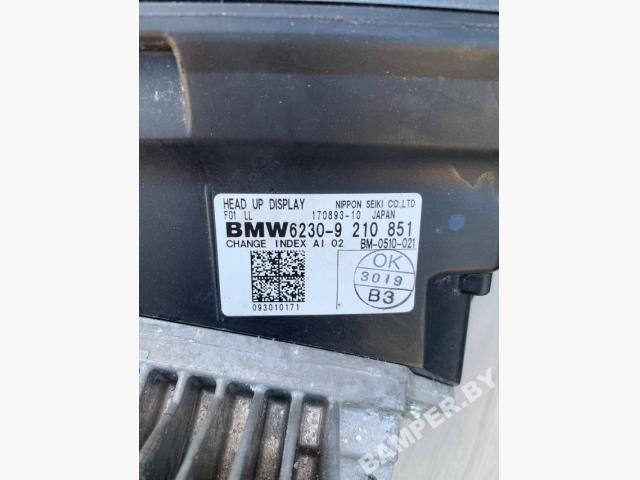 HEAD UP DISPLAY NIPPON SEIKI CO.,LTD
F01 LL 170893-10 JAPAN
BMW6230-9 210 851
CHANGE INDEX AI 02 BM-0510-021
OK
3019
B3
093010171
BAMPER.BY